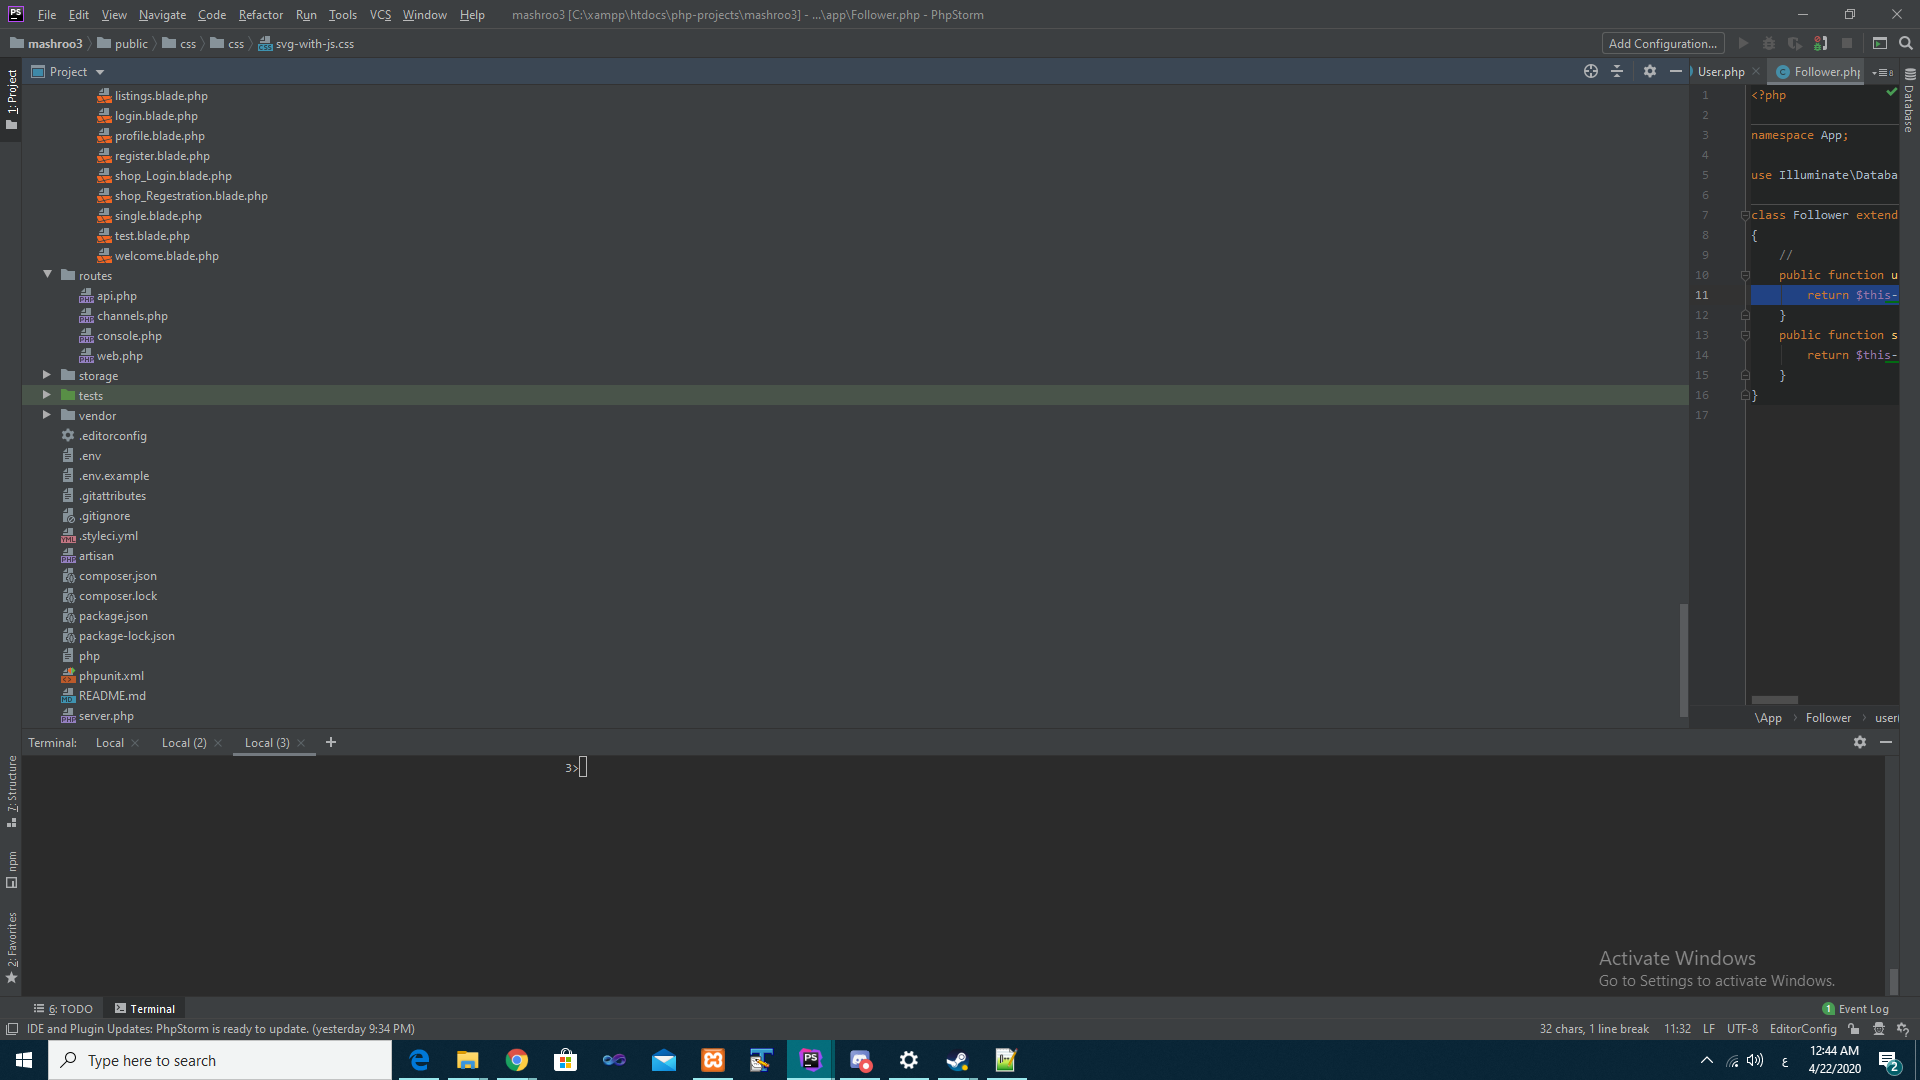 File Edit View Navigate Code Refactor Run Tools VCS Window Help mashroo3 [C:\xampp\htdocs\php-projects\mashroo3] - ...\app\Follower.php - PhpStorm
mashroo3 public css css svg-with-js.css Add Configuration...
1: Project
Project
User.php Follower.php 8
Database
listings.blade.php
login.blade.php
profile.blade.php
register.blade.php
shop_Login.blade.php
shop_Regestration.blade.php
single.blade.php
test.blade.php
welcome.blade.php
routes
api.php
channels.php
console.php
web.php
storage
tests
vendor
.editorconfig
.env
.env.example
.gitattributes
.gitignore
.styleci.yml
artisan
composer.json
composer.lock
package.json
package-lock.json
php
phpunit.xml
README.md
server.php
1 <?php
2
3 namespace App;
4
5 use Illuminate\Databa
6
7 class Follower extend
8 {
9 //
10 public function u
11 return $this-
12 }
13 public function s
14 return $this-
15 }
16 }
17
\App Follower user(
Terminal: Local Local (2) Local (3) +
3>
7: Structure
npm
2: Favorites
Activate Windows
Go to Settings to activate Windows.
6: TODO Terminal 1 Event Log
IDE and Plugin Updates: PhpStorm is ready to update. (yesterday 9:34 PM) 32 chars, 1 line break 11:32 LF UTF-8 EditorConfig
Type here to search
ع 12:44 AM
4/22/2020 2